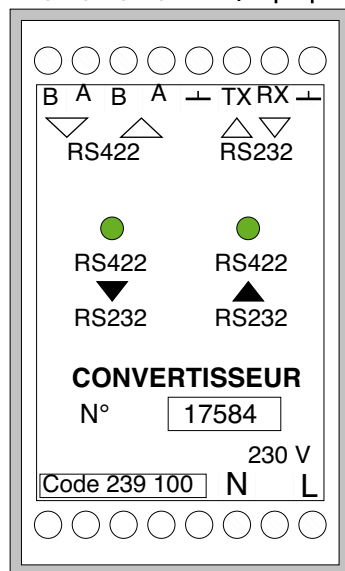 B A B A ⏊ TX RX ⏊
RS422 RS232
RS422 RS422
RS232 RS232
CONVERTISSEUR
N° 17584
230 V
Code 239 100 N L